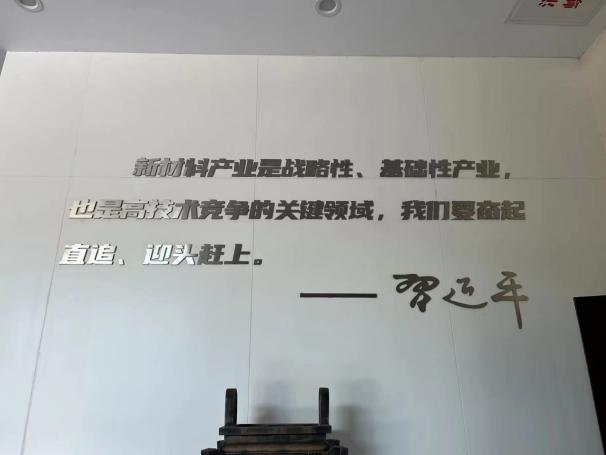 新材料产业是战略性、基础性产业，
也是高技术竞争的关键领域，我们要奋起
直追、迎头赶上。
——习近平